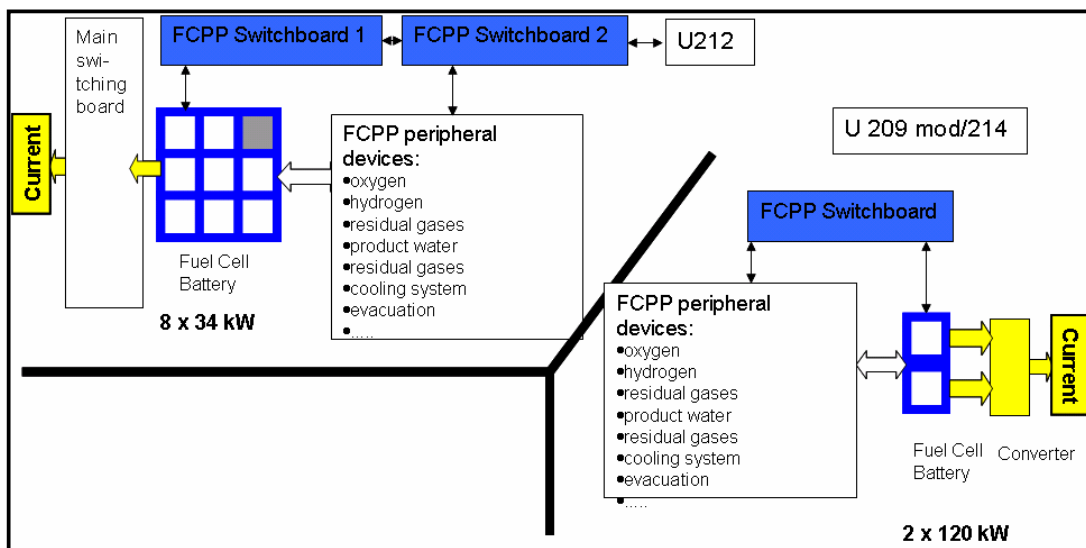 Main
swi-
tching
board
FCPP Switchboard 1
FCPP Switchboard 2
U212
Current
FCPP peripheral
devices:
•oxygen
•hydrogen
•residual gases
•product water
•residual gases
•cooling system
•evacuation
•.....
Fuel Cell
Battery
8 x 34 kW
U 209 mod/214
FCPP Switchboard
FCPP peripheral
devices:
•oxygen
•hydrogen
•residual gases
•product water
•residual gases
•cooling system
•evacuation
•.....
Current
Fuel Cell
Battery
Converter
2 x 120 kW